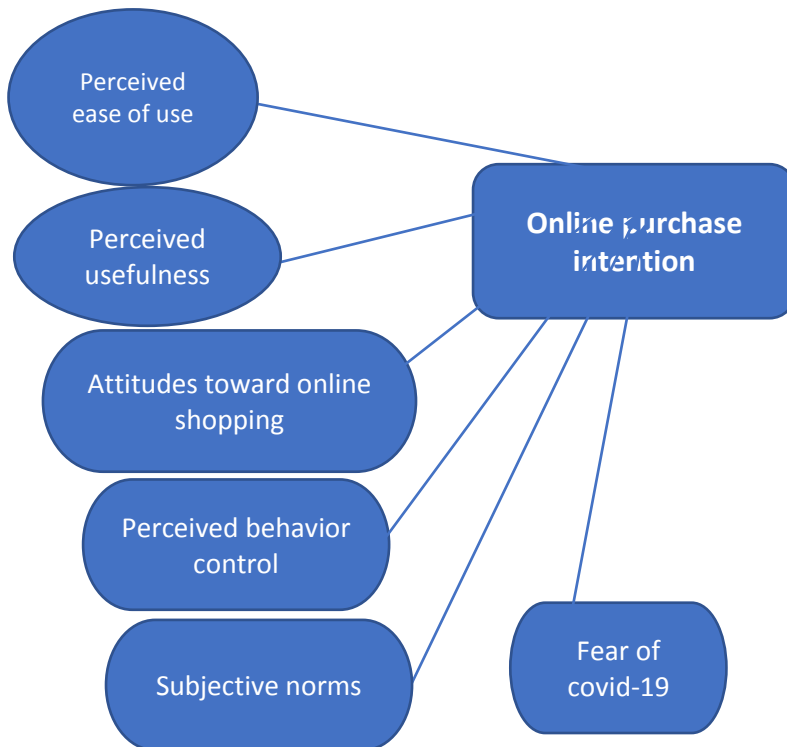 Perceived
ease of use
Perceived
usefulness
Online purchase
intention
Attitudes toward online
shopping
Perceived behavior
control
Subjective norms
Fear of
covid-19